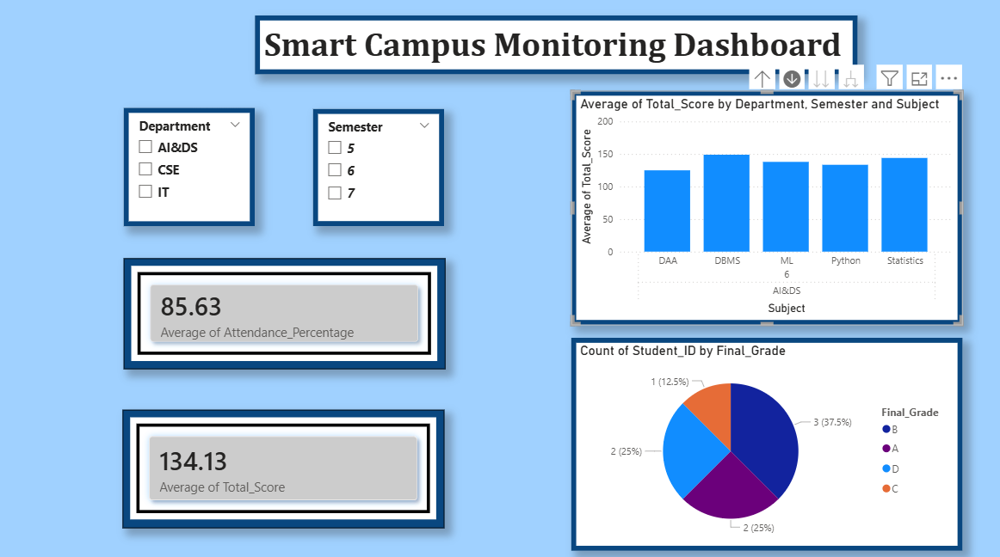 Smart Campus Monitoring Dashboard
Department
AI&DS
CSE
IT
Semester
5
6
7
85.63
Average of Attendance_Percentage
134.13
Average of Total_Score
Average of Total_Score by Department, Semester and Subject
Average of Total_Score
200
150
100
50
0
DAA DBMS ML Python Statistics
6
AI&DS
Subject
Count of Student_ID by Final_Grade
1 (12.5%)
3 (37.5%)
2 (25%)
2 (25%)
Final_Grade
B
A
D
C